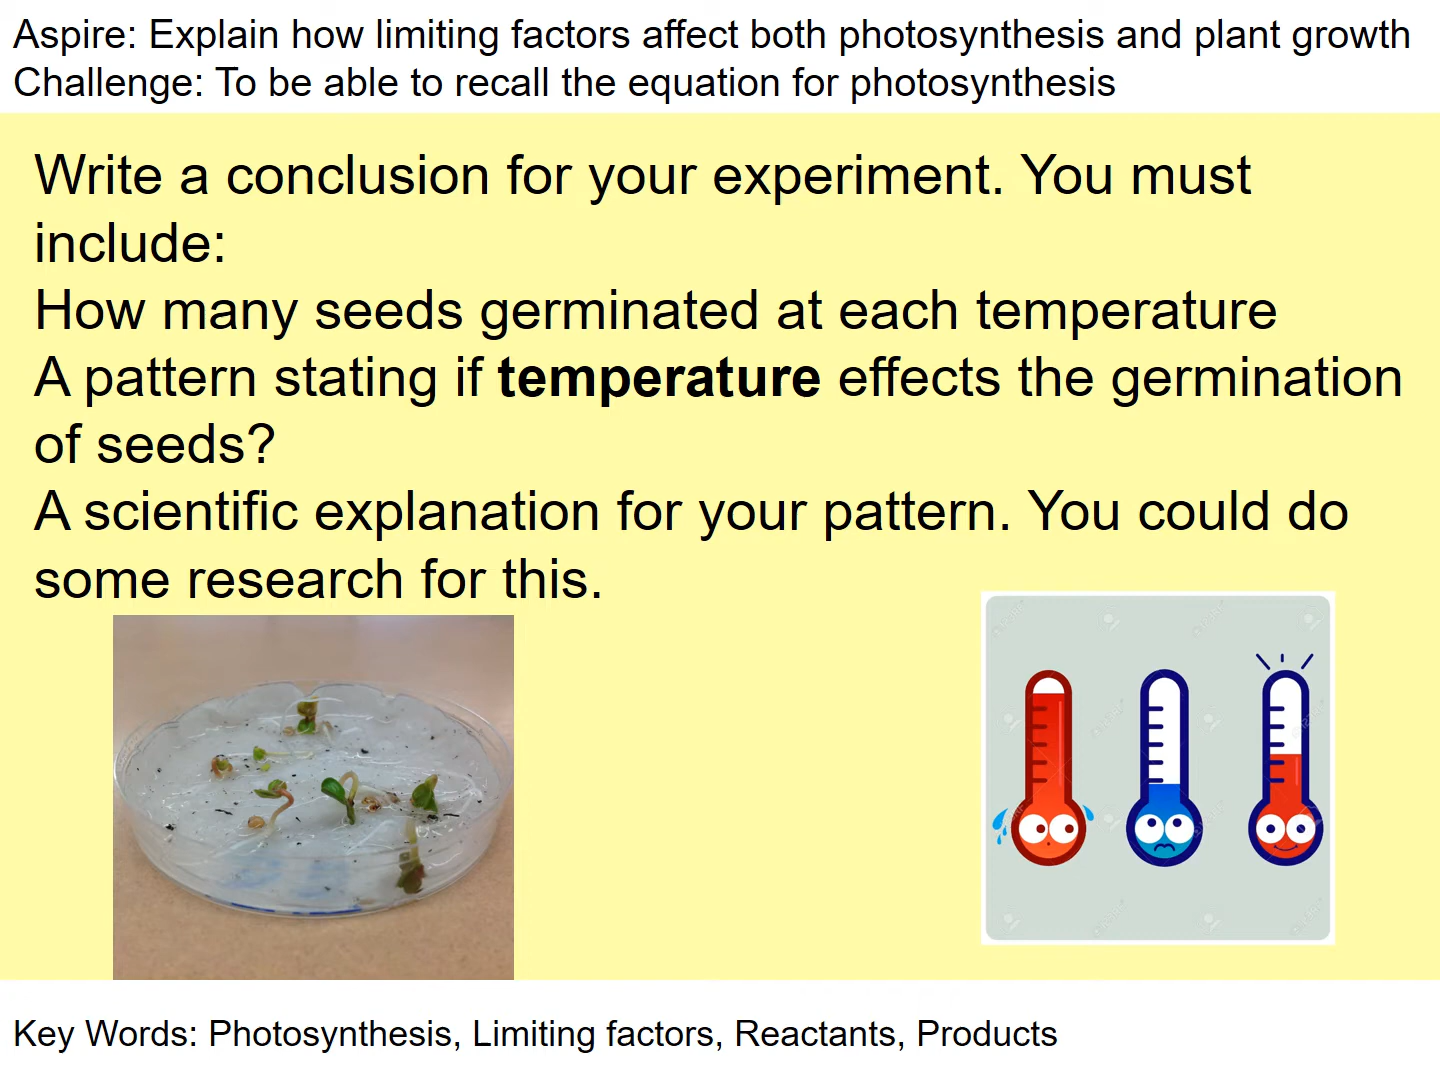 Aspire: Explain how limiting factors affect both photosynthesis and plant growth
Challenge: To be able to recall the equation for photosynthesis
Write a conclusion for your experiment. You must
include:
How many seeds germinated at each temperature
A pattern stating if temperature effects the germination
of seeds?
A scientific explanation for your pattern. You could do
some research for this.
Key Words: Photosynthesis, Limiting factors, Reactants, Products